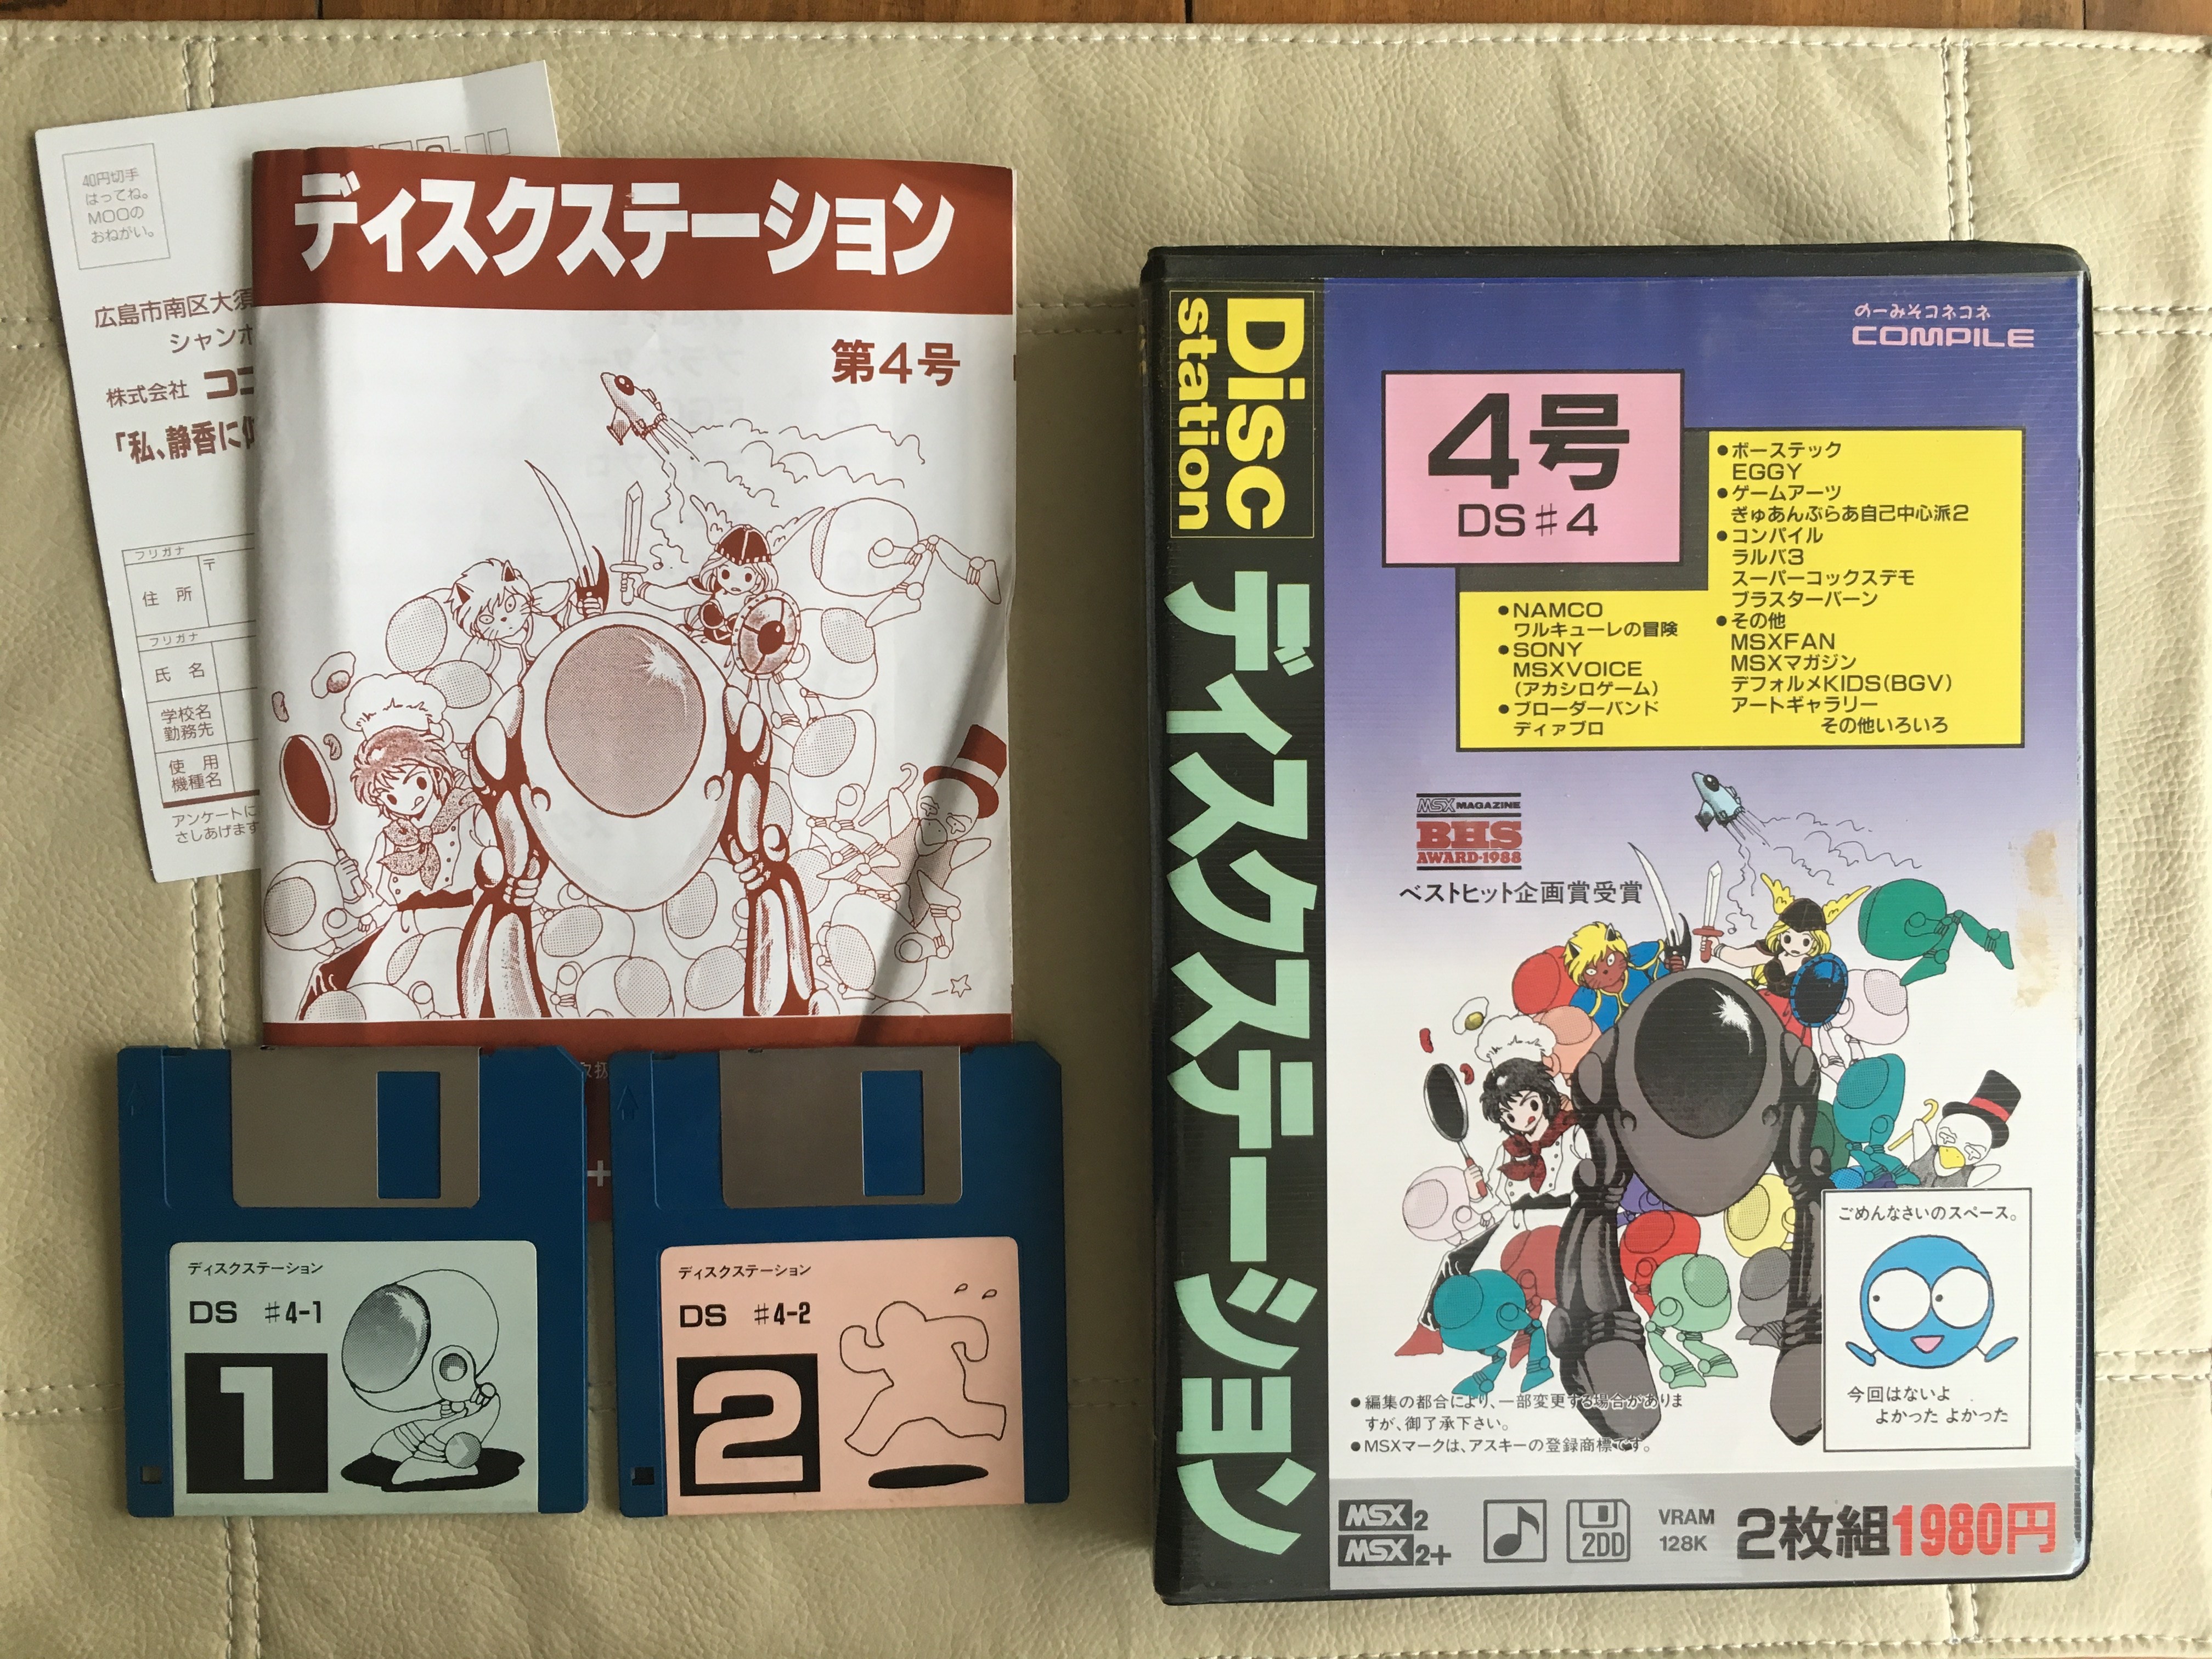 40円切手
はってね。
MOOの
おねがい。
広島市南区大須
シャンボ
株式会社 コン
「私、静香に
フリガナ
〒
住 所
フリガナ
氏 名
学校名
勤務先
使 用
機種名
アンケートに
さしあげます
ディスクステーション
第4号
ディスクステーション
DS #4-1
1
ディスクステーション
DS #4-2
2
Disc
station
ディスクステーション
のーみそコネコネ
COMPILE
4号
DS#4
●NAMCO
ワルキューレの冒険
●SONY
MSXVOICE
(アカシロゲーム)
●ブローダーバンド
ディァブロ
●ボーステック
EGGY
●ゲームアーツ
ぎゅあんぶらあ自己中心派2
●コンパイル
ラルバ3
スーパーコックスデモ
ブラスターバーン
●その他
MSXFAN
MSXマガジン
デフォルメKIDS(BGV)
アートギャラリー
その他いろいろ
MSX MAGAZINE
BHS
AWARD-1988
ベストヒット企画賞受賞
ごめんなさいのスペース。
今回はないよ
よかった よかった
●編集の都合により、一部変更する場合がありま
すが、御了承下さい。
●MSXマークは、アスキーの登録商標です。
MSX2
MSX2+
2DD
VRAM
128K
2枚組1980円